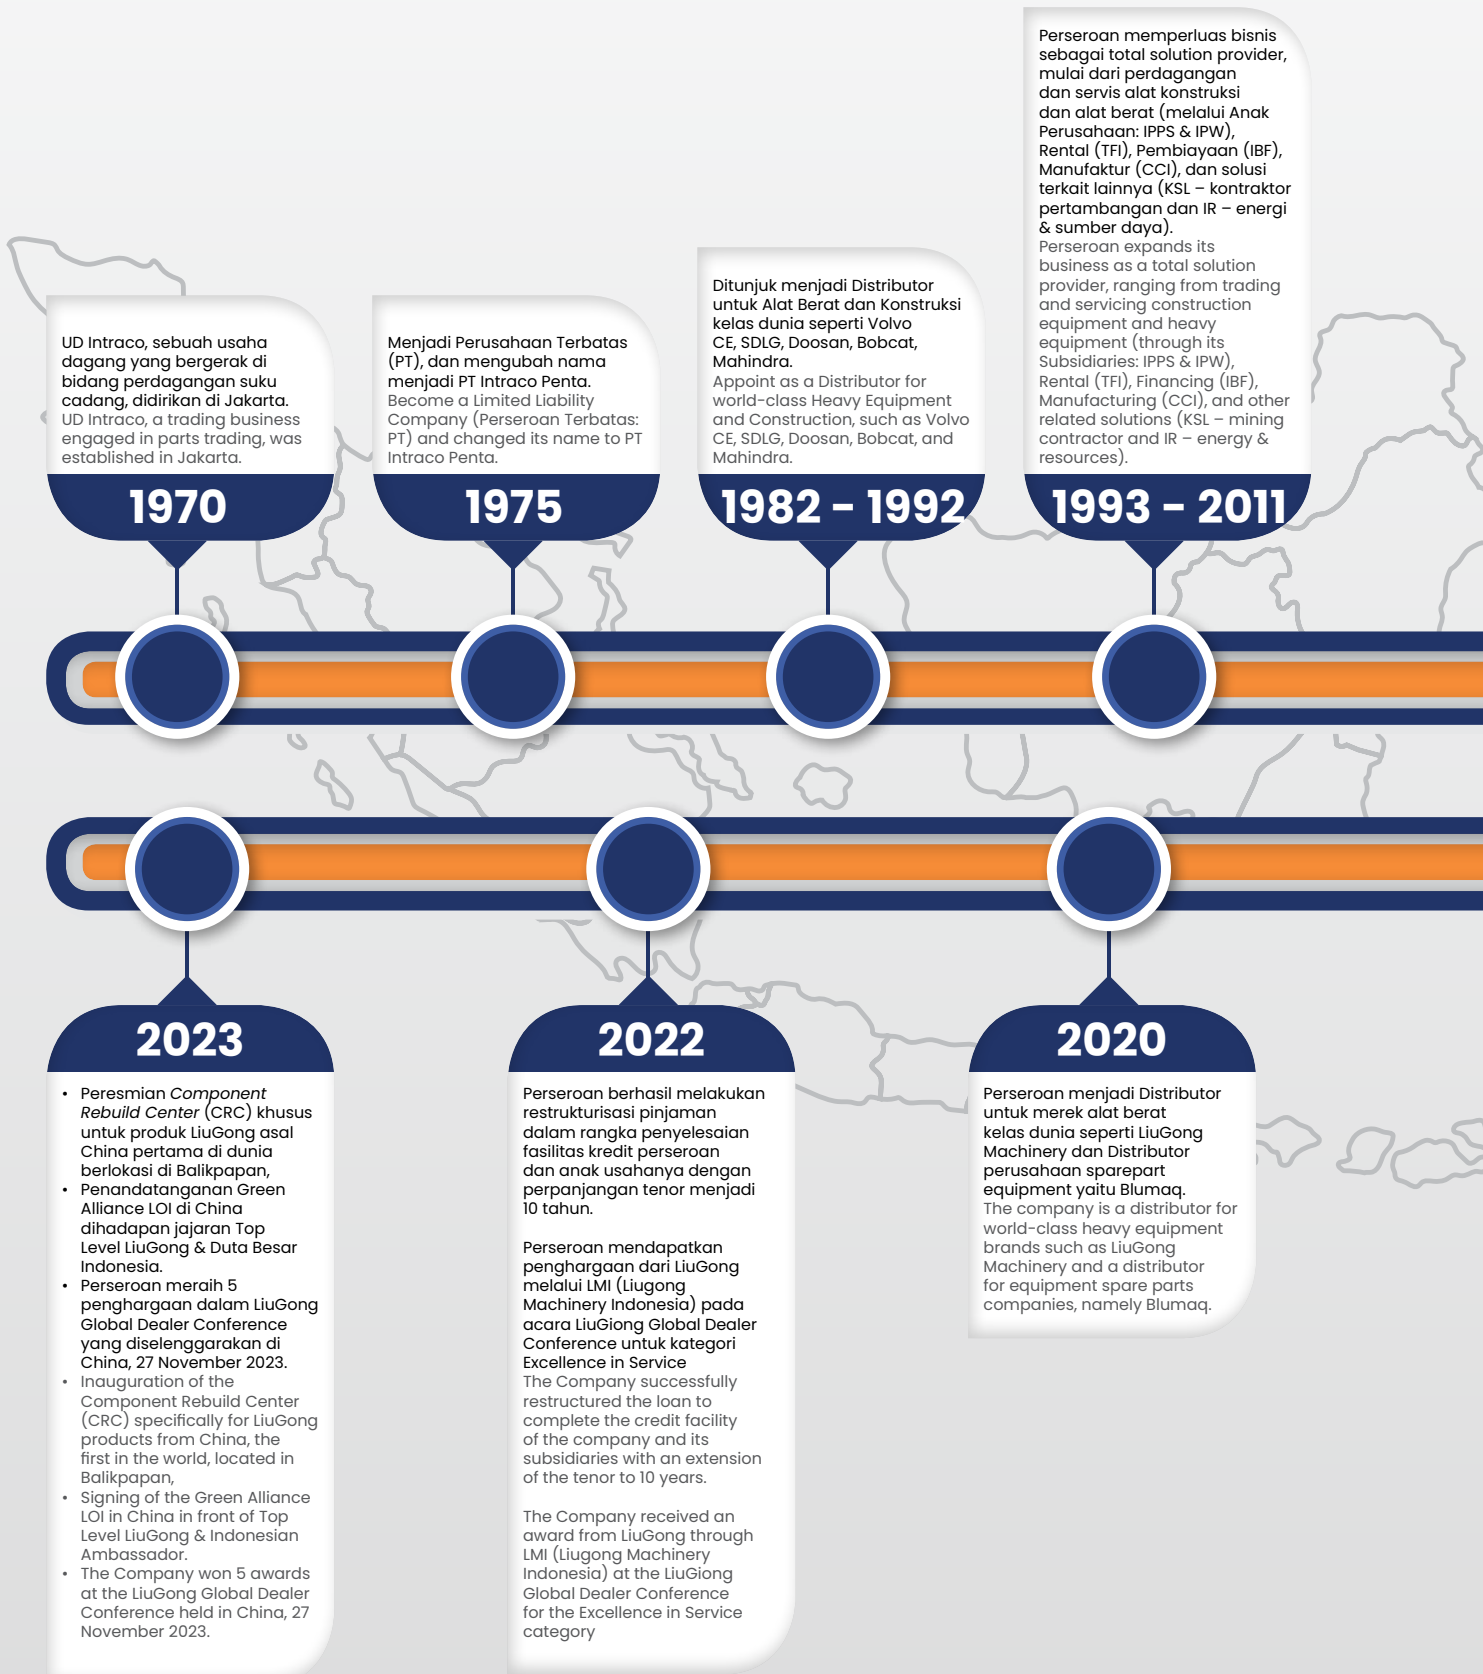 UD Intraco, sebuah usaha
dagang yang bergerak di
bidang perdagangan suku
cadang, didirikan di Jakarta.
UD Intraco, a trading business
engaged in parts trading, was
established in Jakarta.
1970
Menjadi Perusahaan Terbatas
(PT), dan mengubah nama
menjadi PT Intraco Penta.
Become a Limited Liability
Company (Perseroan Terbatas:
PT) and changed its name to PT
Intraco Penta.
1975
Ditunjuk menjadi Distributor
untuk Alat Berat dan Konstruksi
kelas dunia seperti Volvo
CE, SDLG, Doosan, Bobcat,
Mahindra.
Appoint as a Distributor for
world-class Heavy Equipment
and Construction, such as Volvo
CE, SDLG, Doosan, Bobcat, and
Mahindra.
1982 - 1992
Perseroan memperluas bisnis
sebagai total solution provider,
mulai dari perdagangan
dan servis alat konstruksi
dan alat berat (melalui Anak
Perusahaan: IPPS & IPW),
Rental (TFI), Pembiayaan (IBF),
Manufaktur (CCI), dan solusi
terkait lainnya (KSL – kontraktor
pertambangan dan IR – energi
& sumber daya).
Perseroan expands its
business as a total solution
provider, ranging from trading
and servicing construction
equipment and heavy
equipment (through its
Subsidiaries: IPPS & IPW),
Rental (TFI), Financing (IBF),
Manufacturing (CCI), and other
related solutions (KSL – mining
contractor and IR – energy &
resources).
1993 - 2011
2023
• Peresmian Component
Rebuild Center (CRC) khusus
untuk produk LiuGong asal
China pertama di dunia
berlokasi di Balikpapan,
• Penandatanganan Green
Alliance LOI di China
dihadapan jajaran Top
Level LiuGong & Duta Besar
Indonesia.
• Perseroan meraih 5
penghargaan dalam LiuGong
Global Dealer Conference
yang diselenggarakan di
China, 27 November 2023.
• Inauguration of the
Component Rebuild Center
(CRC) specifically for LiuGong
products from China, the
first in the world, located in
Balikpapan,
• Signing of the Green Alliance
LOI in China in front of Top
Level LiuGong & Indonesian
Ambassador.
• The Company won 5 awards
at the LiuGong Global Dealer
Conference held in China, 27
November 2023.
2022
Perseroan berhasil melakukan
restrukturisasi pinjaman
dalam rangka penyelesaian
fasilitas kredit perseroan
dan anak usahanya dengan
perpanjangan tenor menjadi
10 tahun.
Perseroan mendapatkan
penghargaan dari LiuGong
melalui LMI (Liugong
Machinery Indonesia) pada
acara LiuGiong Global Dealer
Conference untuk kategori
Excellence in Service
The Company successfully
restructured the loan to
complete the credit facility
of the company and its
subsidiaries with an extension
of the tenor to 10 years.
The Company received an
award from LiuGong through
LMI (Liugong Machinery
Indonesia) at the LiuGiong
Global Dealer Conference
for the Excellence in Service
category
2020
Perseroan menjadi Distributor
untuk merek alat berat
kelas dunia seperti LiuGong
Machinery dan Distributor
perusahaan sparepart
equipment yaitu Blumaq.
The company is a distributor for
world-class heavy equipment
brands such as LiuGong
Machinery and a distributor
for equipment spare parts
companies, namely Blumaq.